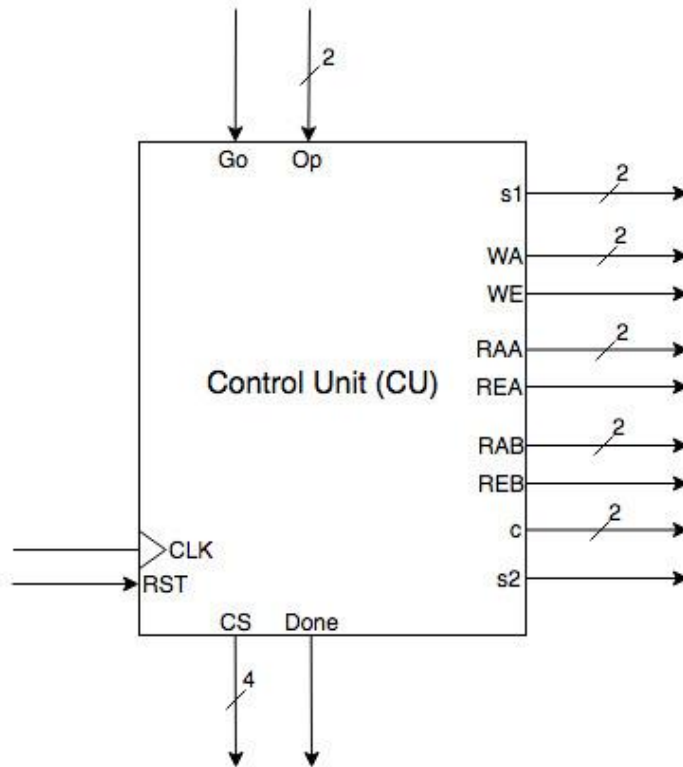 2
Go Op
s1 2
WA 2
WE
RAA 2
REA
Control Unit (CU)
RAB 2
REB
c 2
s2
CLK
RST
CS Done
4